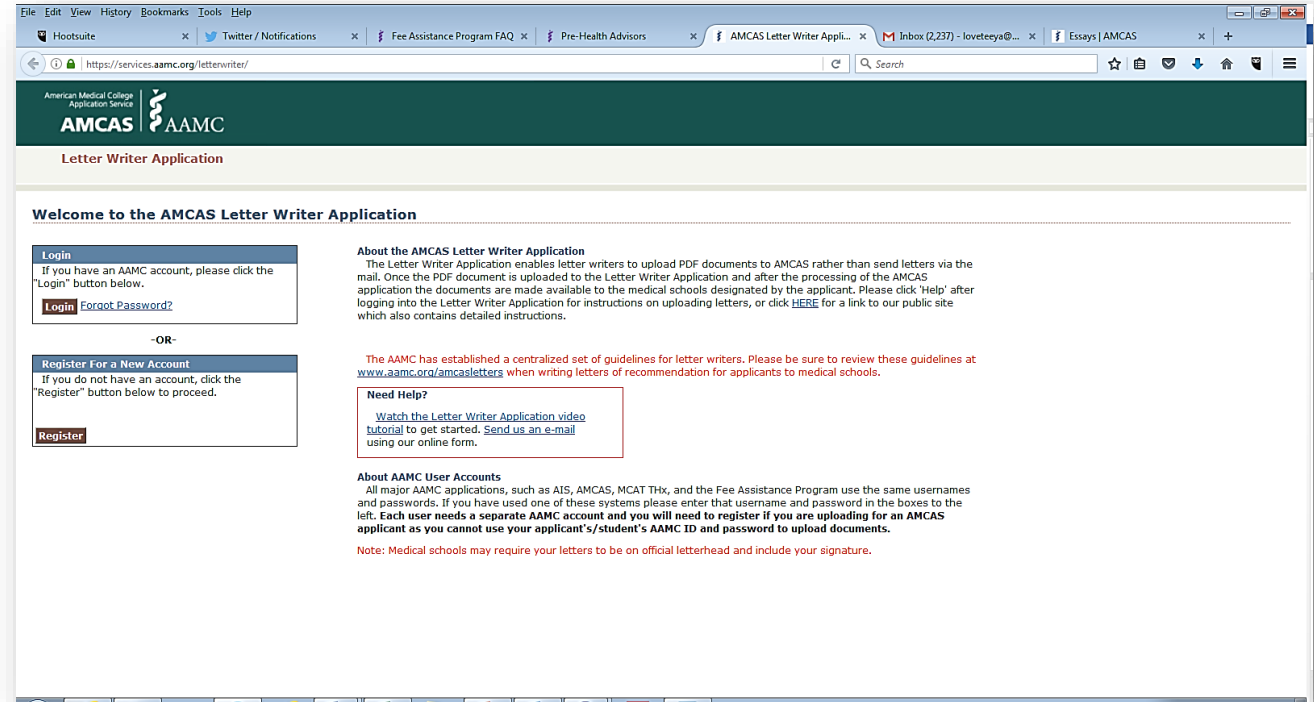 File Edit View History Bookmarks Tools Help
Hootsuite
Twitter / Notifications
Fee Assistance Program FAQ
Pre-Health Advisors
AMCAS Letter Writer Appli...
Inbox (2,237) - loveteeya@...
Essays | AMCAS
https://services.aamc.org/letterwriter/
Search
American Medical College
Application Service
AMCAS
AAMC
Letter Writer Application
Welcome to the AMCAS Letter Writer Application
Login
If you have an AAMC account, please click the
"Login" button below.
Login Forgot Password?
-OR-
Register For a New Account
If you do not have an account, click the
"Register" button below to proceed.
Register
About the AMCAS Letter Writer Application
The Letter Writer Application enables letter writers to upload PDF documents to AMCAS rather than send letters via the
mail. Once the PDF document is uploaded to the Letter Writer Application and after the processing of the AMCAS
application the documents are made available to the medical schools designated by the applicant. Please click 'Help' after
logging into the Letter Writer Application for instructions on uploading letters, or click HERE for a link to our public site
which also contains detailed instructions.
The AAMC has established a centralized set of guidelines for letter writers. Please be sure to review these guidelines at
www.aamc.org/amcasletters when writing letters of recommendation for applicants to medical schools.
Need Help?
Watch the Letter Writer Application video
tutorial to get started. Send us an e-mail
using our online form.
About AAMC User Accounts
All major AAMC applications, such as AIS, AMCAS, MCAT THx, and the Fee Assistance Program use the same usernames
and passwords. If you have used one of these systems please enter that username and password in the boxes to the
left. Each user needs a separate AAMC account and you will need to register if you are uploading for an AMCAS
applicant as you cannot use your applicant's/student's AAMC ID and password to upload documents.
Note: Medical schools may require your letters to be on official letterhead and include your signature.